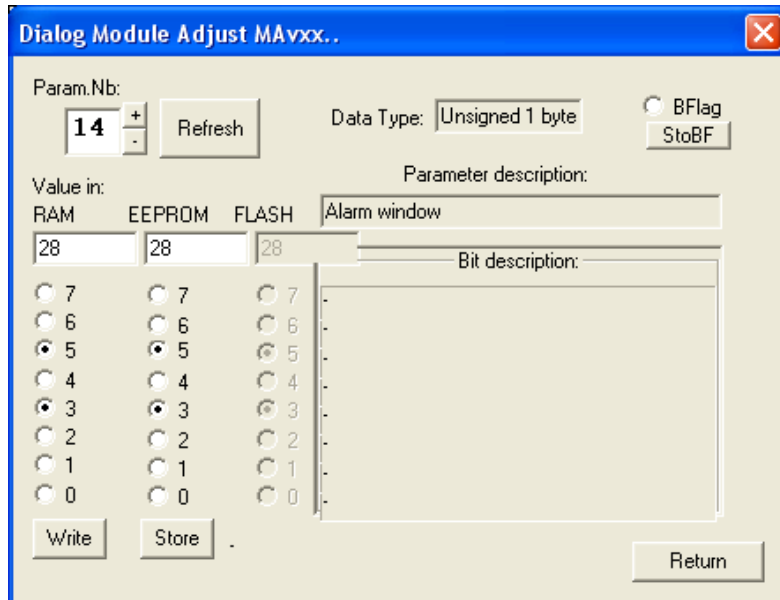 Dialog Module Adjust MAvxx..
Param.Nb:
14 + - Refresh Data Type: Unsigned 1 byte BFlag
StoBF
Value in: Parameter description:
RAM EEPROM FLASH Alarm window
28 28 28 Bit description:
7 7 7 -
6 6 6 -
5 5 5 -
4 4 4 -
3 3 3 -
2 2 2 -
1 1 1 -
0 0 0 -
Write Store .
Return